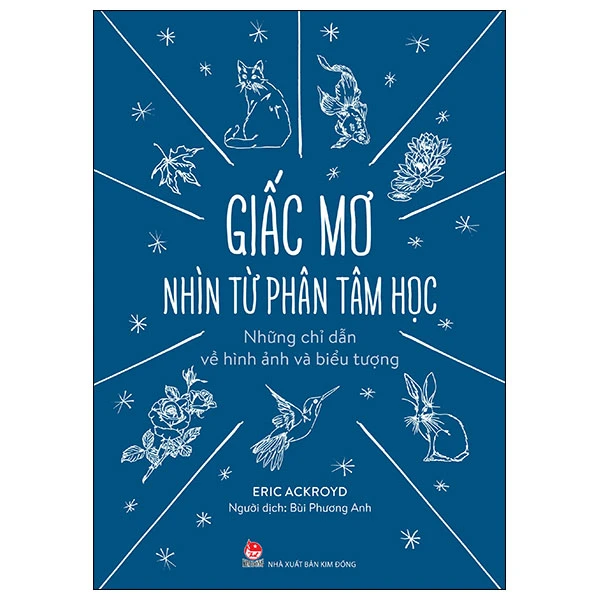 GIẤC MƠ
NHÌN TỪ PHÂN TÂM HỌC
Những chỉ dẫn
về hình ảnh và biểu tượng
ERIC ACKROYD
Người dịch: Bùi Phương Anh
NHÀ XUẤT BẢN KIM ĐỒNG